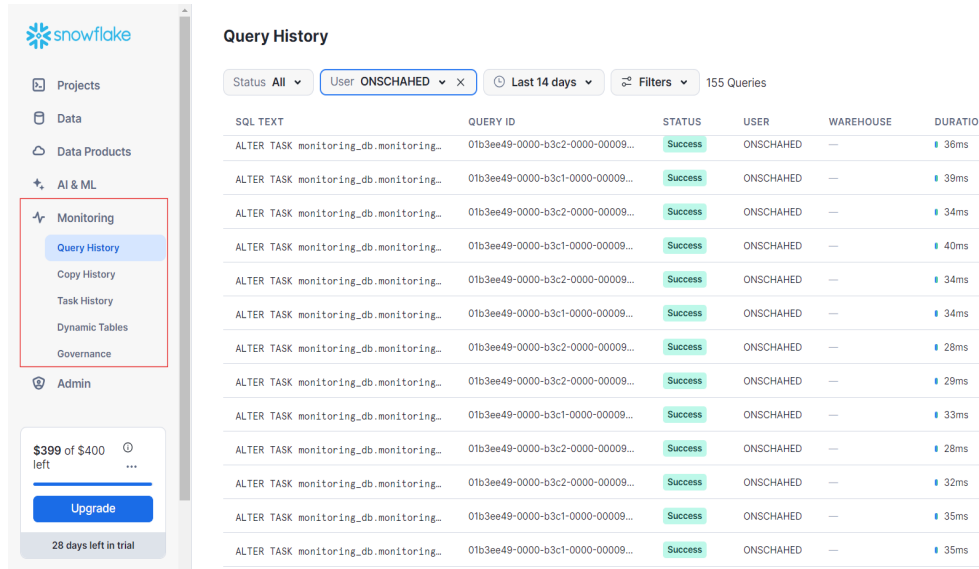 snowflake
Projects
Data
Data Products
AI & ML
Monitoring
Query History
Copy History
Task History
Dynamic Tables
Governance
Admin
$399 of $400
left
Upgrade
28 days left in trial
Query History
Status All User ONSCHAHED Last 14 days Filters 155 Queries
SQL TEXT QUERY ID STATUS USER WAREHOUSE DURATIO
ALTER TASK monitoring_db.monitoring… 01b3ee49-0000-b3c2-0000-00009... Success ONSCHAHED — 36ms
ALTER TASK monitoring_db.monitoring… 01b3ee49-0000-b3c1-0000-00009... Success ONSCHAHED — 39ms
ALTER TASK monitoring_db.monitoring… 01b3ee49-0000-b3c2-0000-00009... Success ONSCHAHED — 34ms
ALTER TASK monitoring_db.monitoring… 01b3ee49-0000-b3c1-0000-00009... Success ONSCHAHED — 40ms
ALTER TASK monitoring_db.monitoring… 01b3ee49-0000-b3c2-0000-00009... Success ONSCHAHED — 34ms
ALTER TASK monitoring_db.monitoring… 01b3ee49-0000-b3c1-0000-00009... Success ONSCHAHED — 34ms
ALTER TASK monitoring_db.monitoring… 01b3ee49-0000-b3c2-0000-00009... Success ONSCHAHED — 28ms
ALTER TASK monitoring_db.monitoring… 01b3ee49-0000-b3c2-0000-00009... Success ONSCHAHED — 29ms
ALTER TASK monitoring_db.monitoring… 01b3ee49-0000-b3c1-0000-00009... Success ONSCHAHED — 33ms
ALTER TASK monitoring_db.monitoring… 01b3ee49-0000-b3c2-0000-00009... Success ONSCHAHED — 28ms
ALTER TASK monitoring_db.monitoring… 01b3ee49-0000-b3c2-0000-00009... Success ONSCHAHED — 32ms
ALTER TASK monitoring_db.monitoring… 01b3ee49-0000-b3c1-0000-00009... Success ONSCHAHED — 35ms
ALTER TASK monitoring_db.monitoring… 01b3ee49-0000-b3c1-0000-00009... Success ONSCHAHED — 35ms